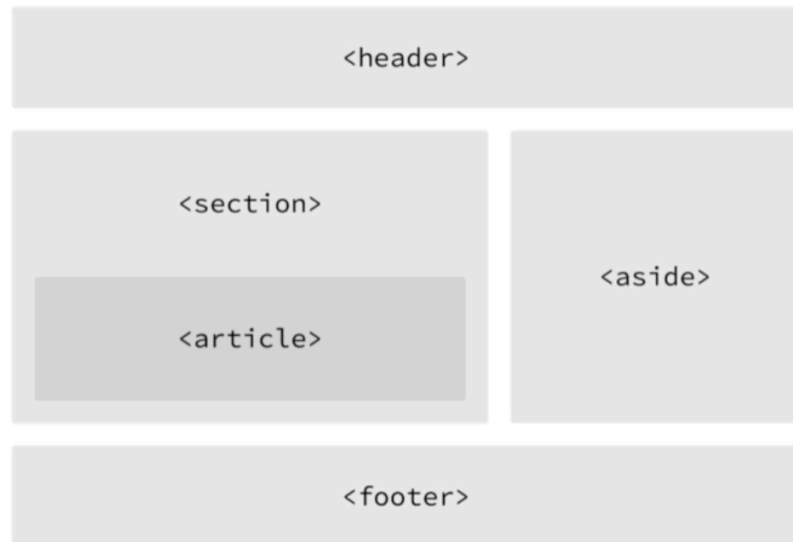 <header>
<section>
<aside>
<article>
<footer>